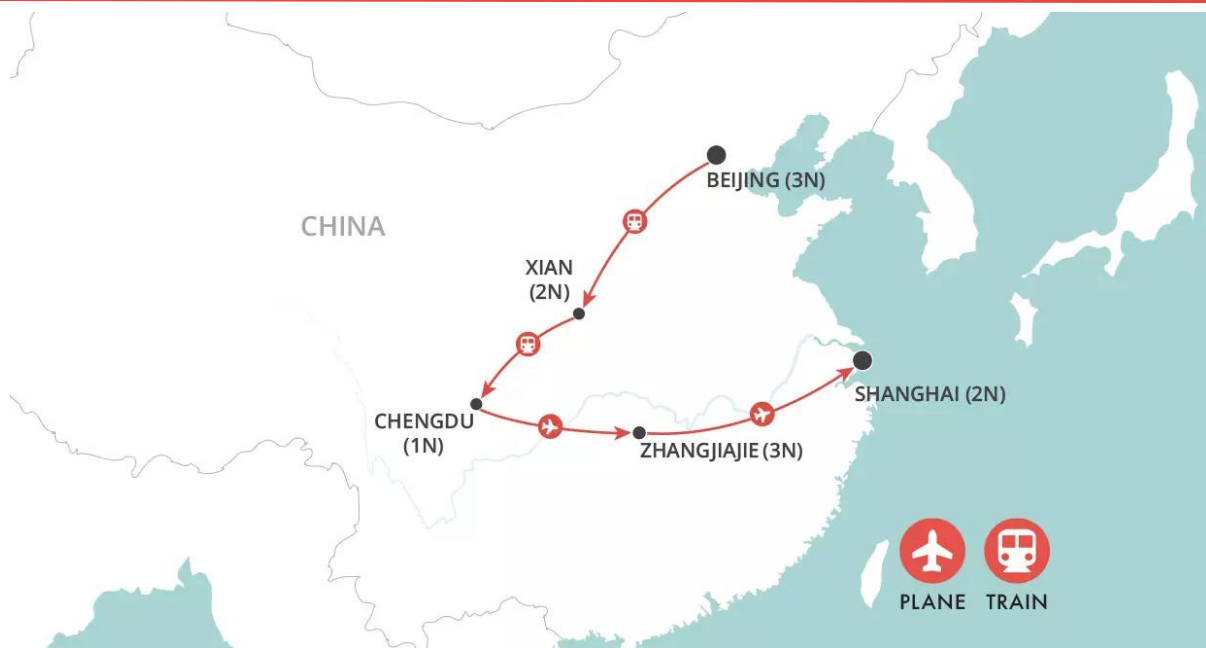 BEIJING (3N)
CHINA
XIAN
(2N)
SHANGHAI (2N)
CHENGDU
(1N)
ZHANGJIAJIE (3N)
PLANE
TRAIN